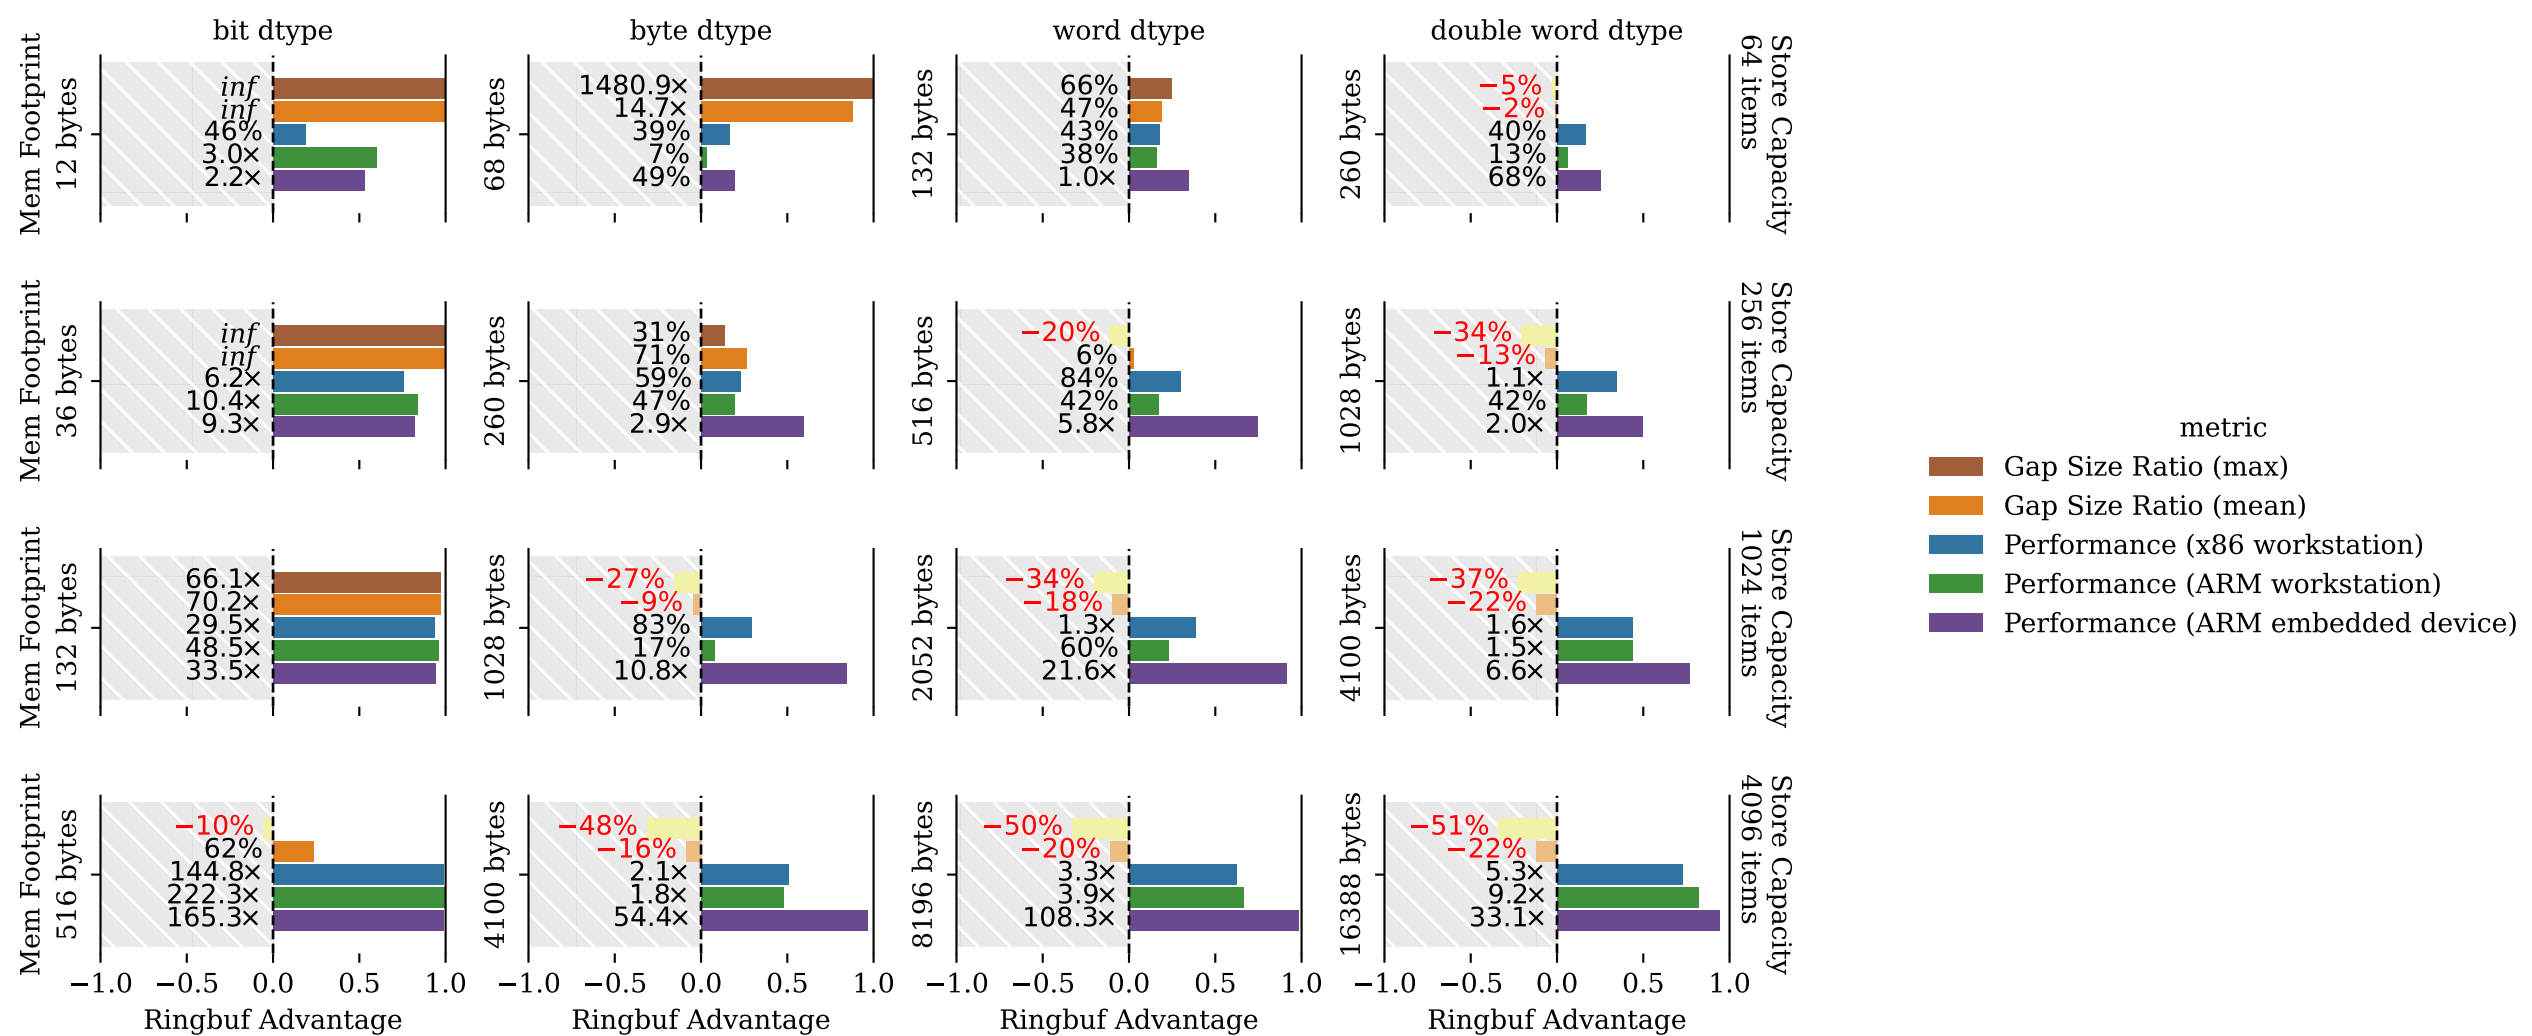 bit dtype
byte dtype
word dtype
double word dtype
Mem Footprint
12 bytes
inf
inf
46%
3.0×
2.2×
68 bytes
1480.9×
14.7×
39%
7%
49%
132 bytes
66%
47%
43%
38%
1.0×
260 bytes
−5%
−2%
40%
13%
68%
Store Capacity
64 items
Mem Footprint
36 bytes
inf
inf
6.2×
10.4×
9.3×
260 bytes
31%
71%
59%
47%
2.9×
516 bytes
−20%
6%
84%
42%
5.8×
1028 bytes
−34%
−13%
1.1×
42%
2.0×
Store Capacity
256 items
Mem Footprint
132 bytes
66.1×
70.2×
29.5×
48.5×
33.5×
1028 bytes
−27%
−9%
83%
17%
10.8×
2052 bytes
−34%
−18%
1.3×
60%
21.6×
4100 bytes
−37%
−22%
1.6×
1.5×
6.6×
Store Capacity
1024 items
Mem Footprint
516 bytes
−10%
62%
144.8×
222.3×
165.3×
4100 bytes
−48%
−16%
2.1×
1.8×
54.4×
8196 bytes
−50%
−20%
3.3×
3.9×
108.3×
16388 bytes
−51%
−22%
5.3×
9.2×
33.1×
Store Capacity
4096 items
−1.0 −0.5 0.0 0.5 1.0
−1.0 −0.5 0.0 0.5 1.0
−1.0 −0.5 0.0 0.5 1.0
−1.0 −0.5 0.0 0.5 1.0
Ringbuf Advantage
Ringbuf Advantage
Ringbuf Advantage
Ringbuf Advantage
metric
Gap Size Ratio (max)
Gap Size Ratio (mean)
Performance (x86 workstation)
Performance (ARM workstation)
Performance (ARM embedded device)